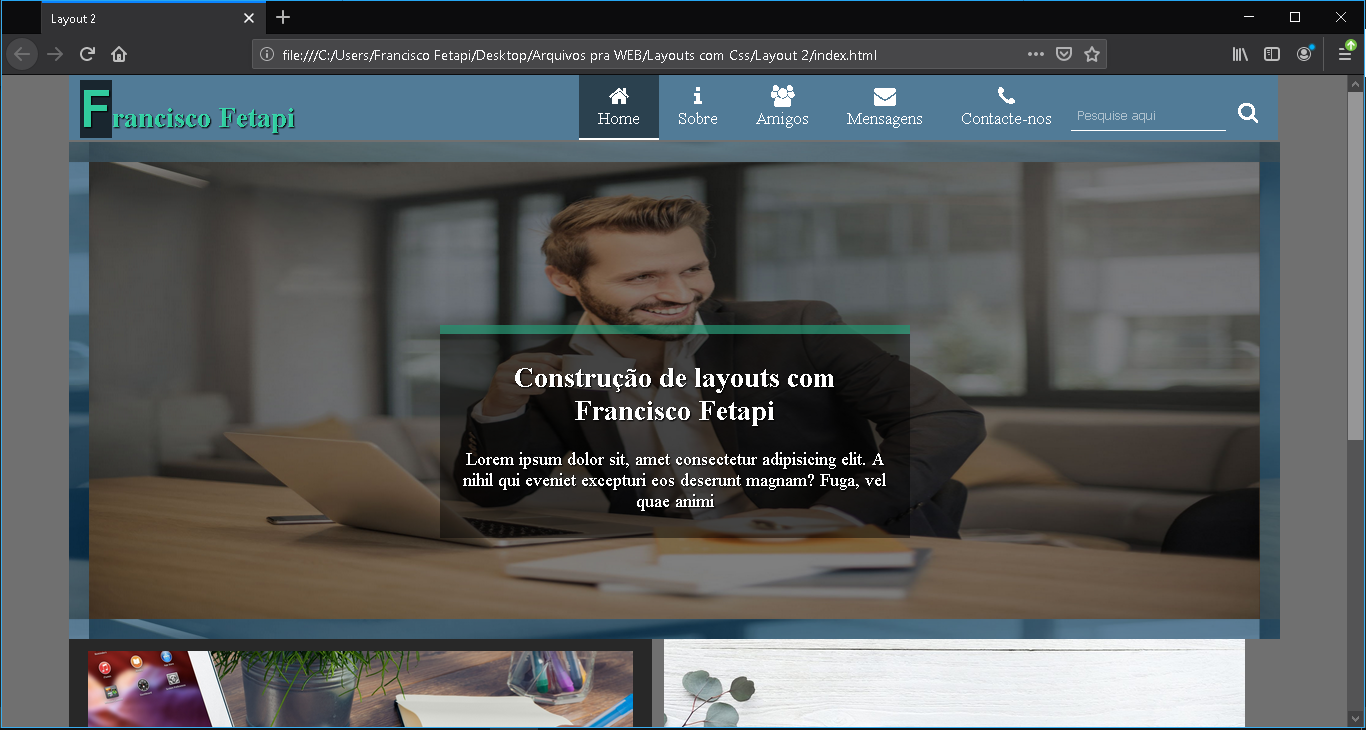 Layout 2
file:///C:/Users/Francisco Fetapi/Desktop/Arquivos pra WEB/Layouts com Css/Layout 2/index.html
Francisco Fetapi
Home
Sobre
Amigos
Mensagens
Contacte-nos
Pesquise aqui
Construção de layouts com
Francisco Fetapi
Lorem ipsum dolor sit, amet consectetur adipisicing elit. A
nihil qui eveniet excepturi eos deserunt magnam? Fuga, vel
quae animi